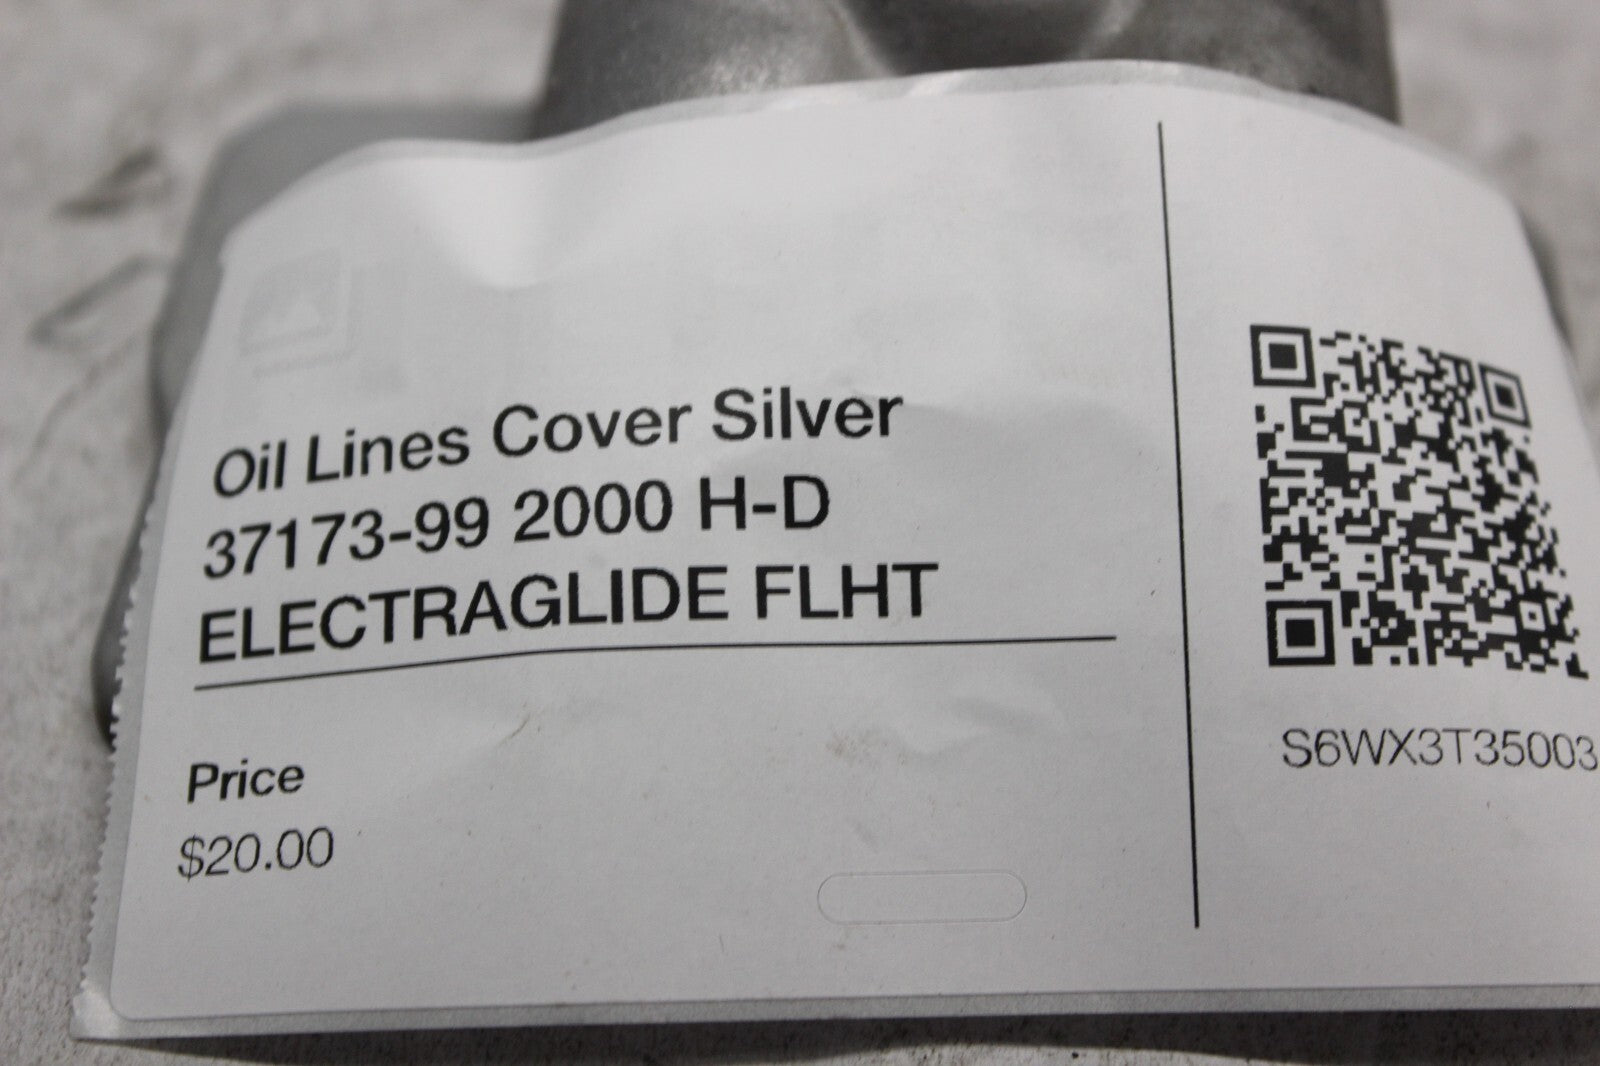 Oil Lines Cover Silver
37173-99 2000 H-D
ELECTRAGLIDE FLHT
Price
$20.00
S6WX3T35003